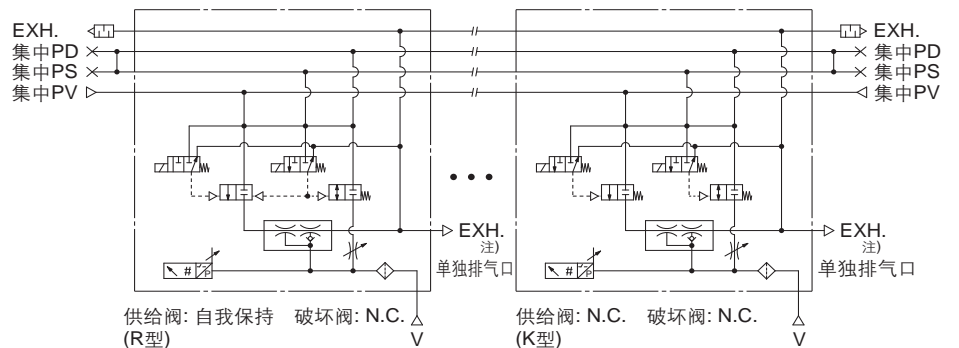 EXH.
集中PD
集中PS
集中PV
EXH.
集中PD
集中PS
集中PV
EXH.
注)
单独排气口
# P
V
供给阀: 自我保持 破坏阀: N.C.
(R型)
EXH.
注)
单独排气口
# P
V
供给阀: N.C. 破坏阀: N.C.
(K型)